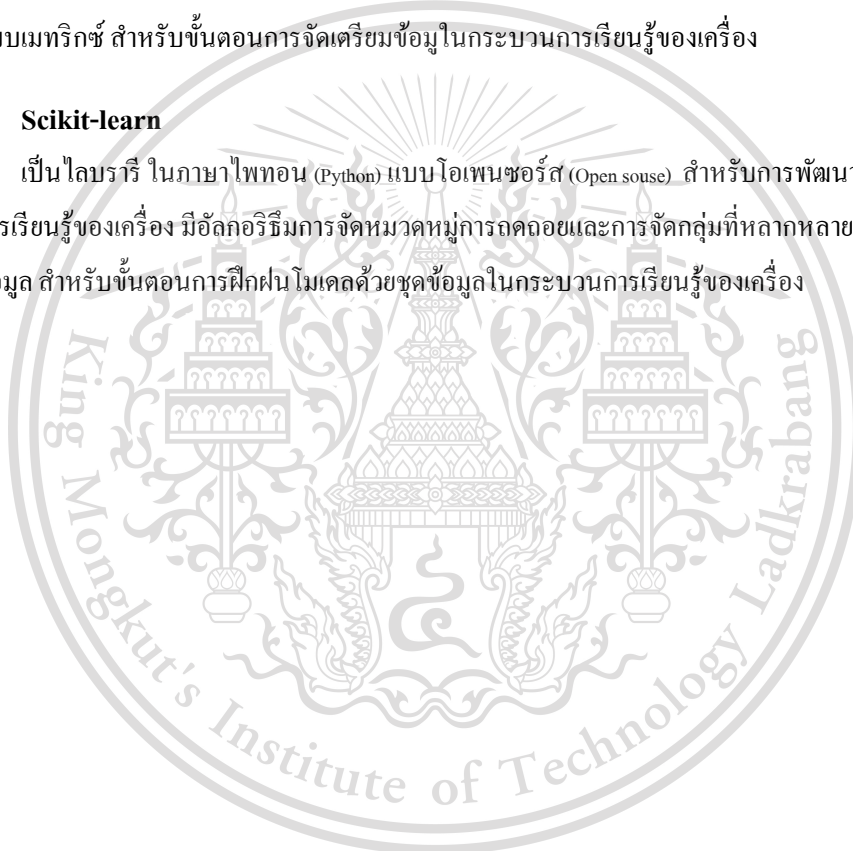 บเมทริกซ์ สำหรับขั้นตอนการจัดเตรียมข้อมูในกระบวนการเรียนรู้ของเครื่อง
Scikit-learn
เป็นไลบรารี ในภาษาไพทอน (Python) แบบโอเพนซอร์ส (Open souse) สำหรับการพัฒนา
รเรียนรู้ของเครื่อง มีอัลกอริธึมการจัดหมวดหมู่การถดถอยและการจัดกลุ่มที่หลากหลาย
มูล สำหรับขั้นตอนการฝึกฝนโมเดลด้วยชุดข้อมูลในกระบวนการเรียนรู้ของเครื่อง
King Mongkut's Institute of Technology Ladkrabang